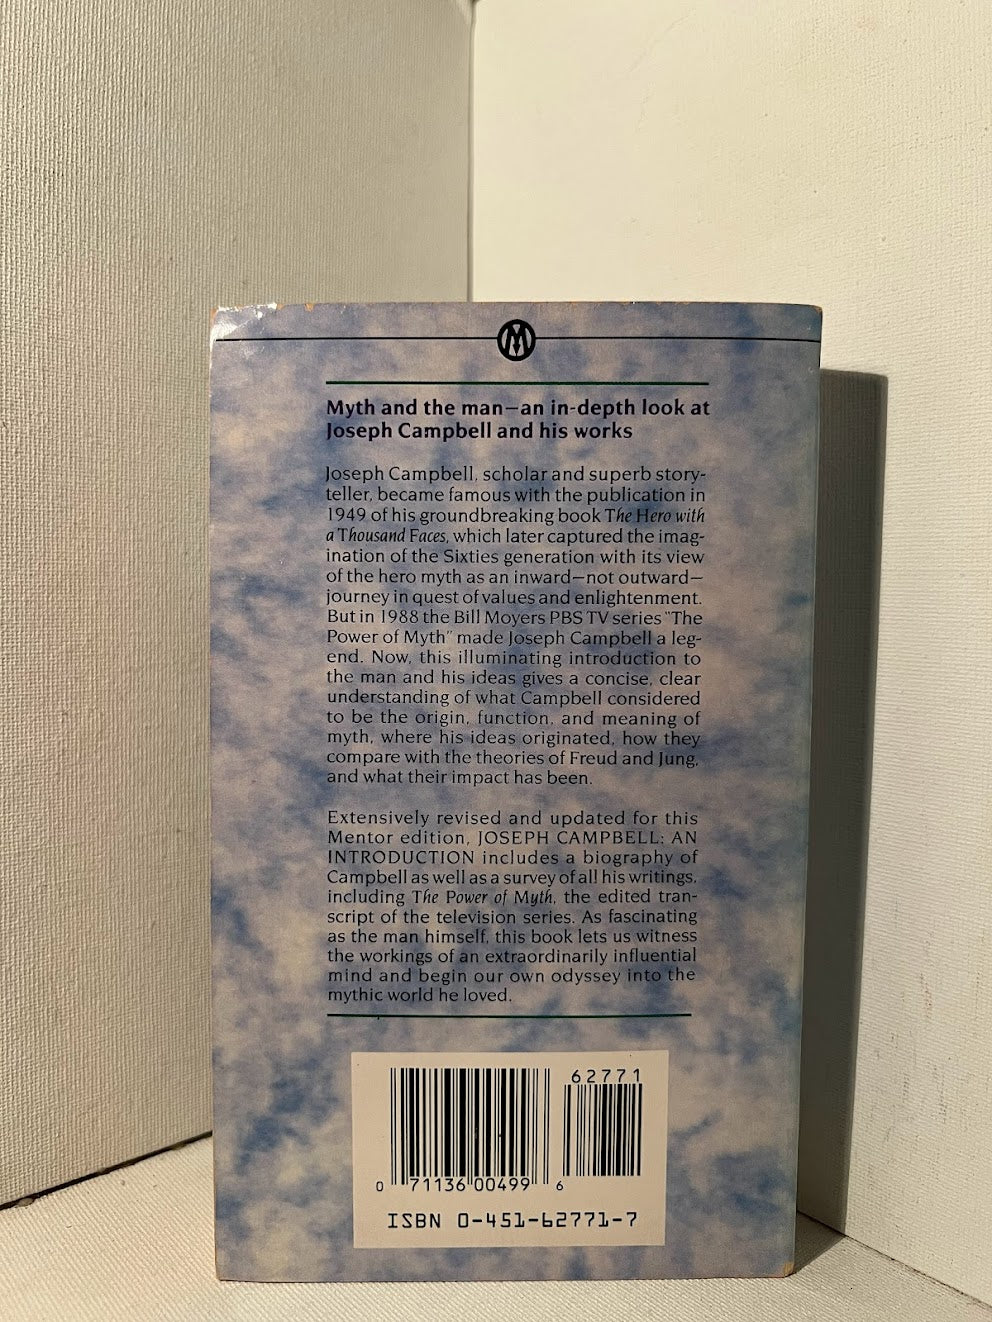 M
Myth and the man—an in-depth look at
Joseph Campbell and his works
Joseph Campbell, scholar and superb story-
teller, became famous with the publication in
1949 of his groundbreaking book The Hero with
a Thousand Faces, which later captured the imag-
ination of the Sixties generation with its view
of the hero myth as an inward—not outward—
journey in quest of values and enlightenment.
But in 1988 the Bill Moyers PBS TV series "The
Power of Myth" made Joseph Campbell a leg-
end. Now, this illuminating introduction to
the man and his ideas gives a concise, clear
understanding of what Campbell considered
to be the origin, function, and meaning of
myth, where his ideas originated, how they
compare with the theories of Freud and Jung,
and what their impact has been.
Extensively revised and updated for this
Mentor edition, JOSEPH CAMPBELL: AN
INTRODUCTION includes a biography of
Campbell as well as a survey of all his writings,
including The Power of Myth, the edited tran-
script of the television series. As fascinating
as the man himself, this book lets us witness
the workings of an extraordinarily influential
mind and begin our own odyssey into the
mythic world he loved.
62771
0 71136 00499 6
ISBN 0-451-62771-7